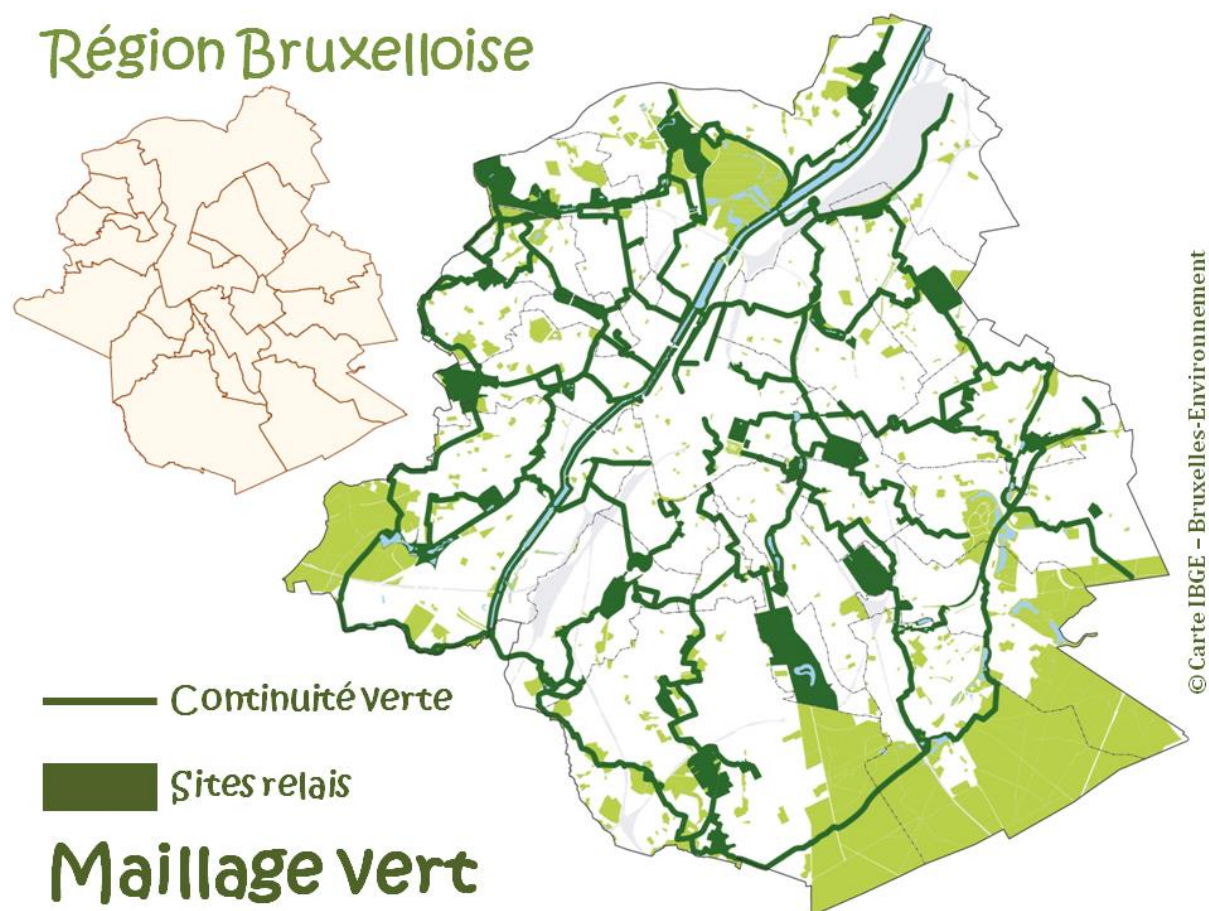 Région Bruxelloise
Continuité verte
Sites relais
Maillage vert
© Carte IBGE – Bruxelles-Environnement